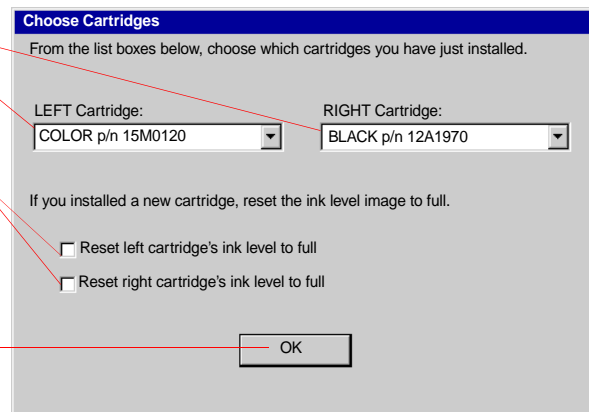 Choose Cartridges
From the list boxes below, choose which cartridges you have just installed.
LEFT Cartridge:
RIGHT Cartridge:
COLOR p/n 15M0120
BLACK p/n 12A1970
If you installed a new cartridge, reset the ink level image to full.
Reset left cartridge's ink level to full
Reset right cartridge's ink level to full
OK